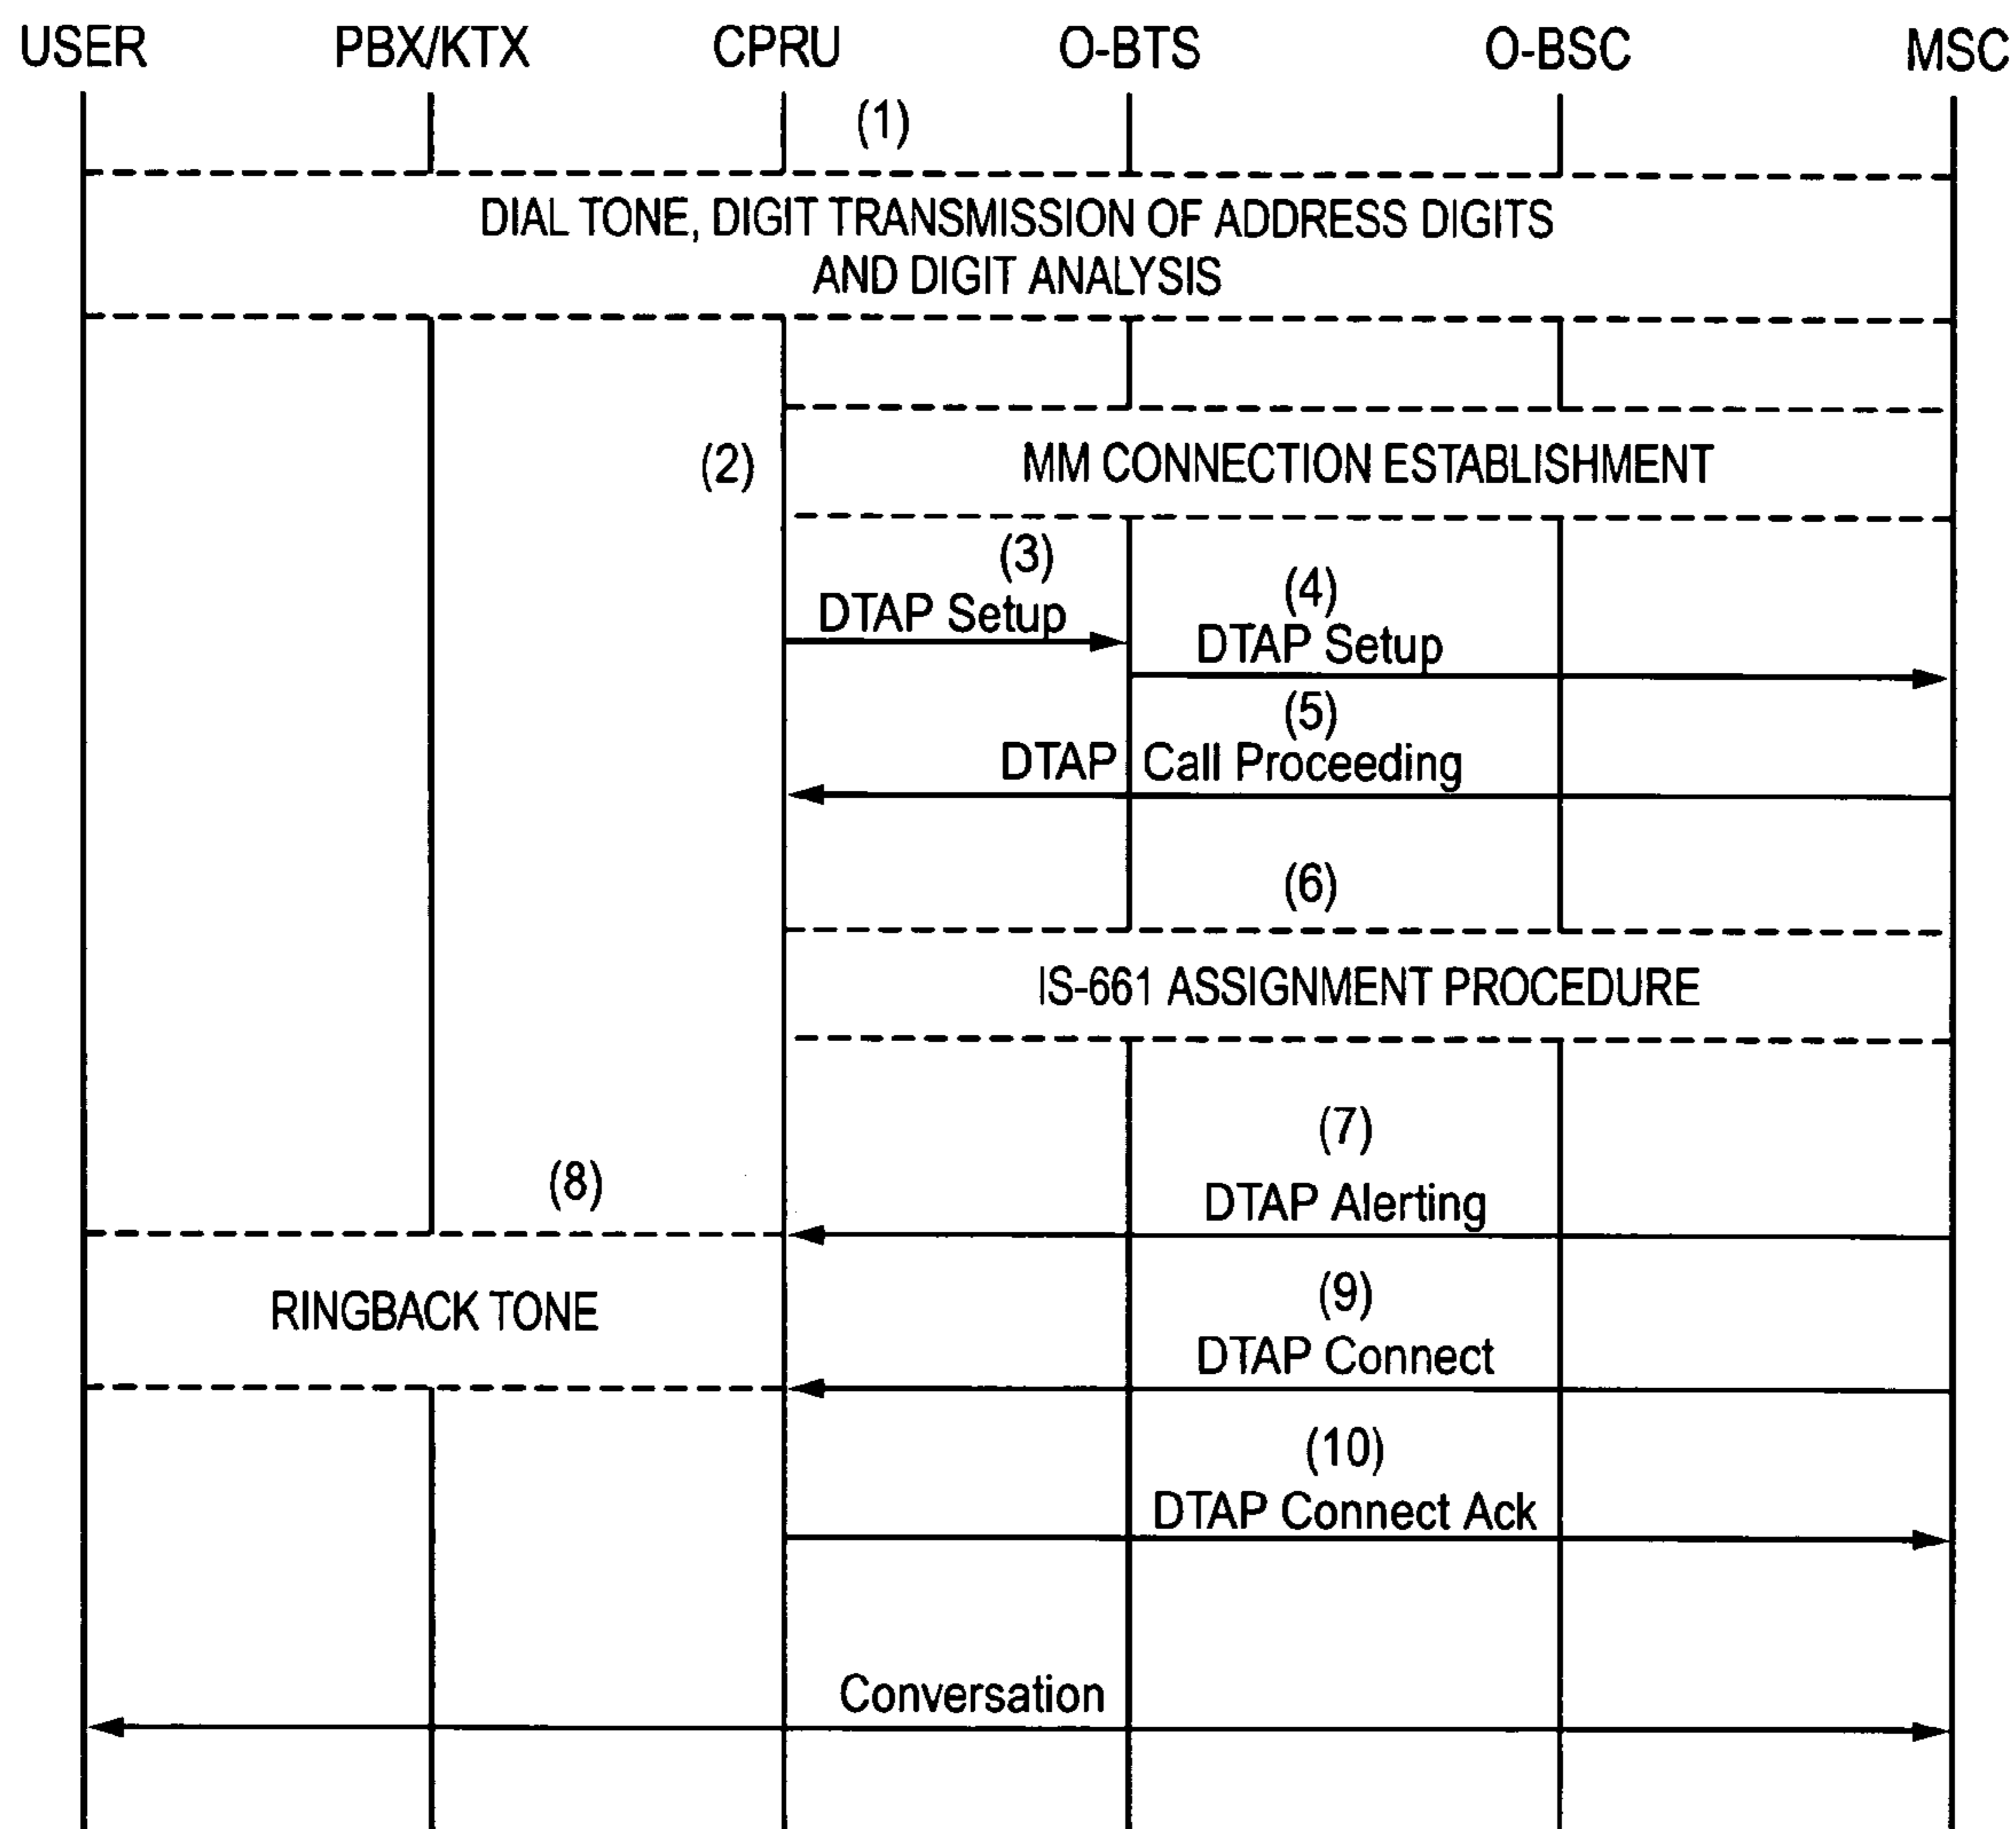 USER PBX/KTX CPRU O-BTS O-BSC MSC
(1)
DIAL TONE, DIGIT TRANSMISSION OF ADDRESS DIGITS
AND DIGIT ANALYSIS
(2)
MM CONNECTION ESTABLISHMENT
(3)
DTAP Setup
(4)
DTAP Setup
(5)
DTAP Call Proceeding
(6)
IS-661 ASSIGNMENT PROCEDURE
(7)
DTAP Alerting
(8)
RINGBACK TONE
(9)
DTAP Connect
(10)
DTAP Connect Ack
Conversation